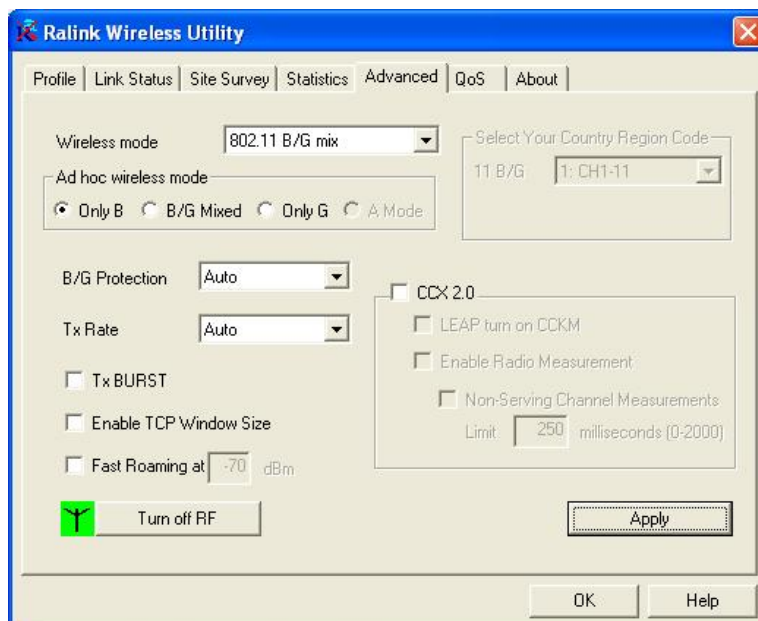 Ralink Wireless Utility
Profile Link Status Site Survey Statistics Advanced QoS About
Wireless mode 802.11 B/G mix
Select Your Country Region Code
11 B/G 1: CH1-11
Ad hoc wireless mode
Only B B/G Mixed Only G A Mode
B/G Protection Auto
Tx Rate Auto
Tx BURST
Enable TCP Window Size
Fast Roaming at -70 dBm
CCX 2.0
LEAP turn on CCKM
Enable Radio Measurement
Non-Serving Channel Measurements
Limit 250 milliseconds (0-2000)
Turn off RF
Apply
OK Help